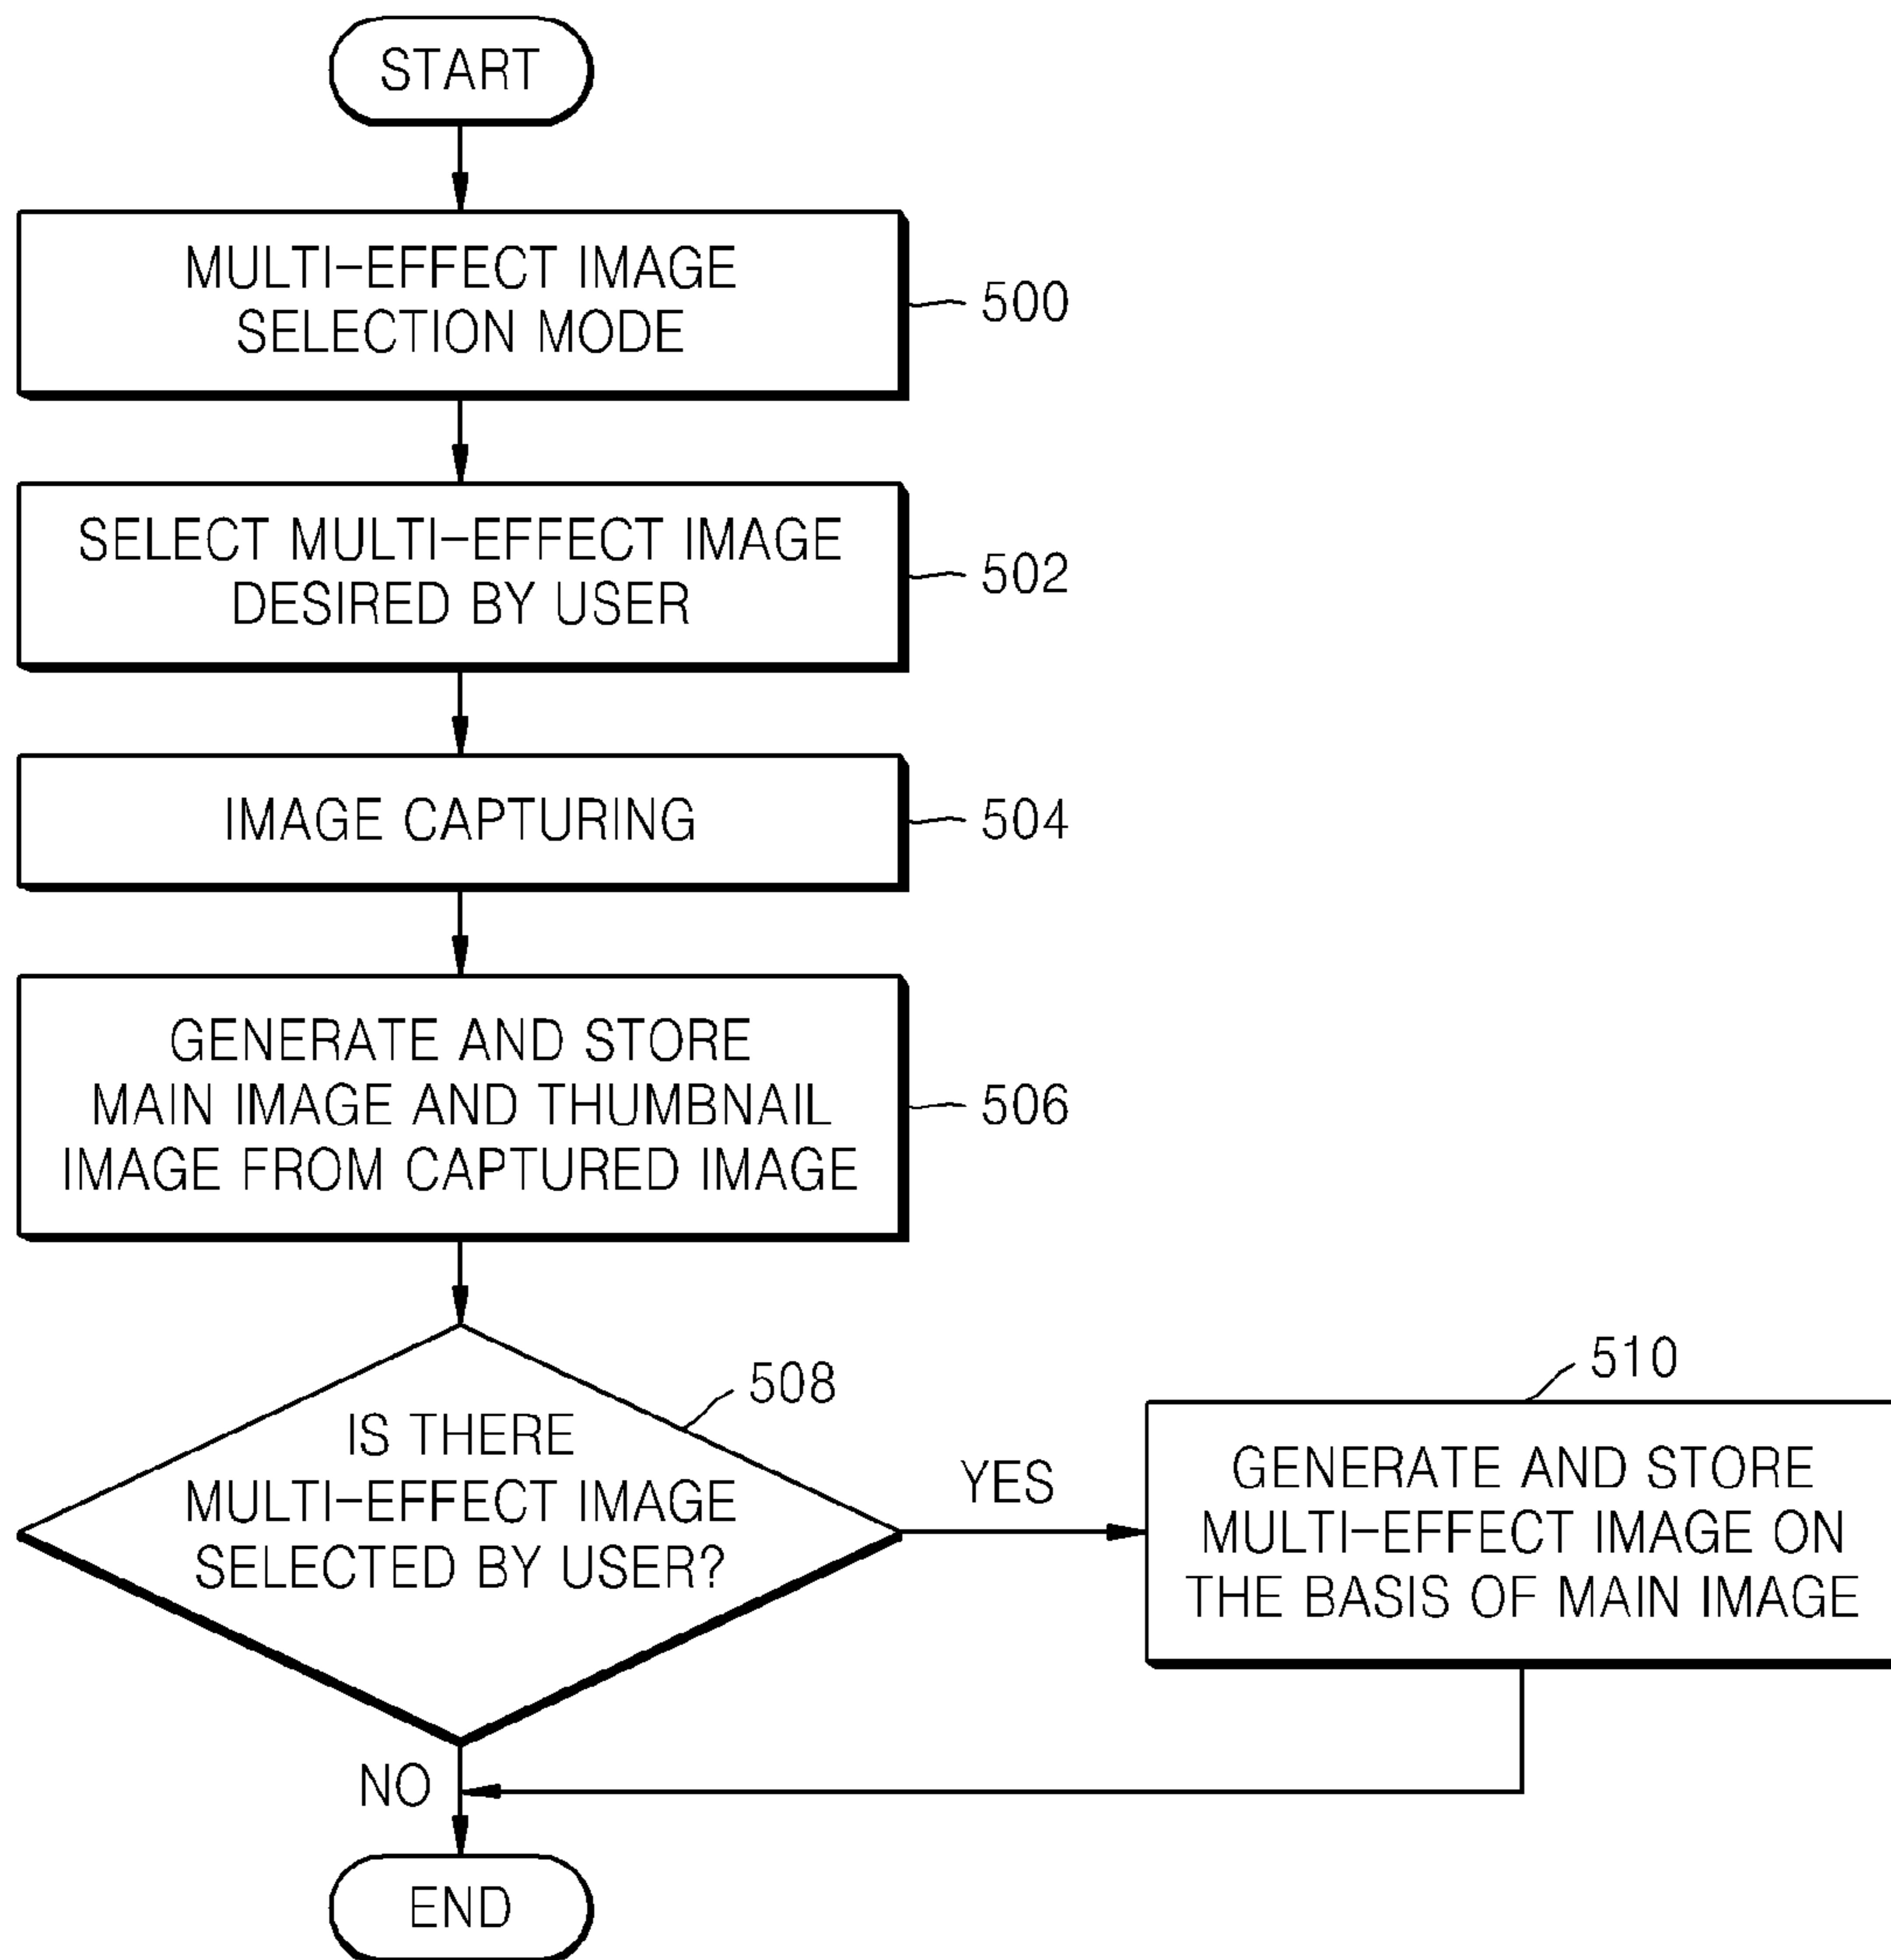 START
MULTI-EFFECT IMAGE
SELECTION MODE
500
SELECT MULTI-EFFECT IMAGE
DESIRED BY USER
502
IMAGE CAPTURING
504
GENERATE AND STORE
MAIN IMAGE AND THUMBNAIL
IMAGE FROM CAPTURED IMAGE
506
508
IS THERE
MULTI-EFFECT IMAGE
SELECTED BY USER?
YES
510
GENERATE AND STORE
MULTI-EFFECT IMAGE ON
THE BASIS OF MAIN IMAGE
NO
END